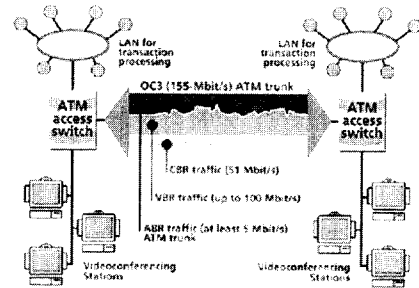 LAN for
transaction
processing
LAN for
transaction
processing
OC3 (155-Mbit/s) ATM trunk
ATM
access
switch
ATM
access
switch
CBR traffic (51 Mbit/s)
VBR traffic (up to 100 Mbit/s)
ABR traffic (at least 5 Mbit/s)
ATM trunk
Videoconferencing
Stations
Videoconferencing
Stations